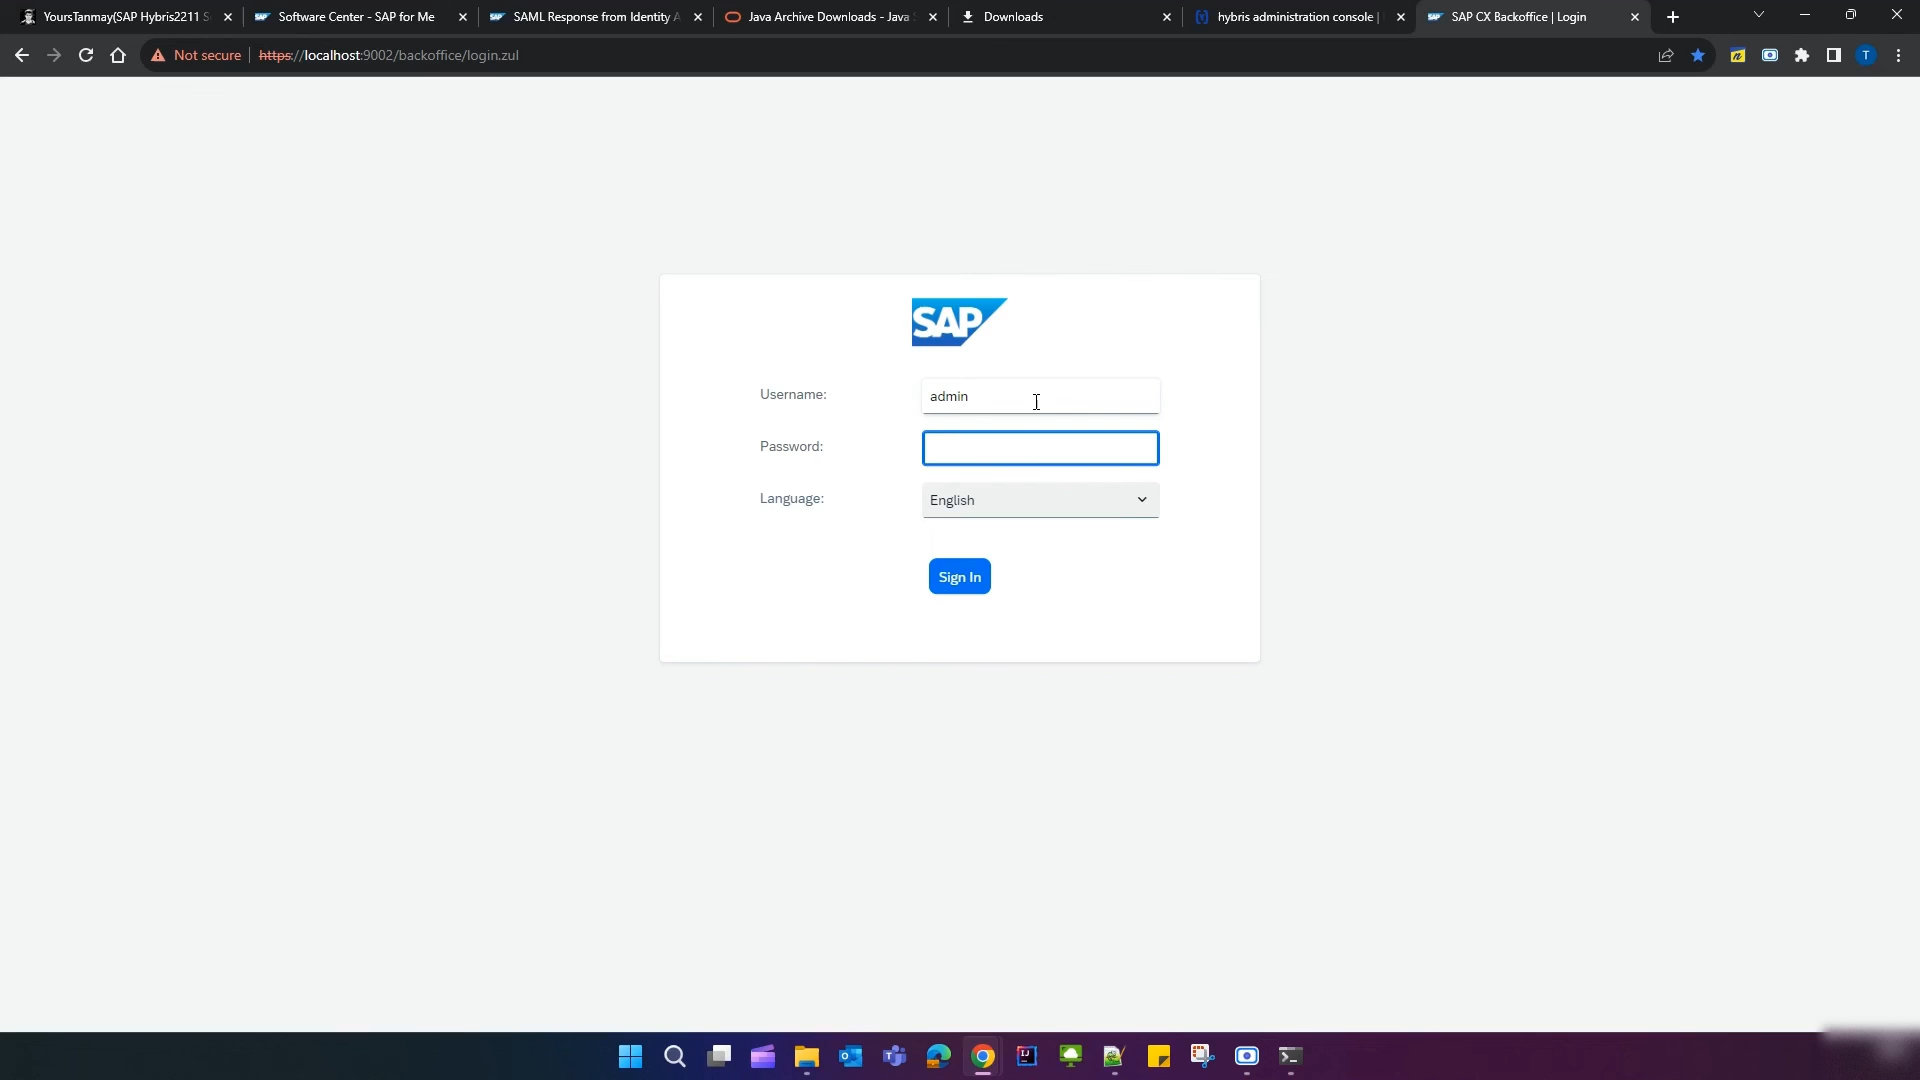 YoursTanmay(SAP Hybris2211 S
Software Center - SAP for Me
SAML Response from Identity A
Java Archive Downloads - Java
Downloads
hybris administration console |
SAP CX Backoffice | Login
Not secure
https://localhost:9002/backoffice/login.zul
T
SAP
Username:
admin
Password:
Language:
English
Sign In